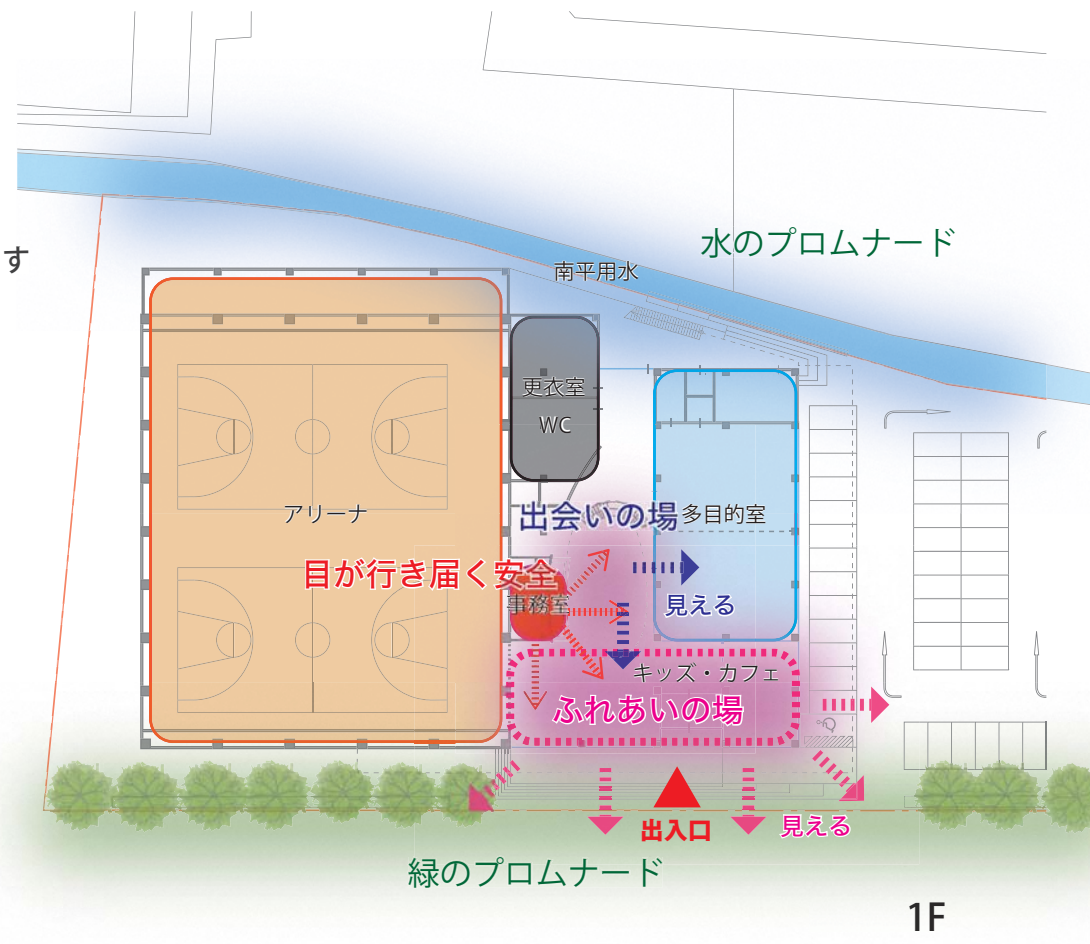 水のプロムナード
す
南平用水
更衣室
WC
アリーナ
出会いの場
多目的室
目が行き届く安全
事務室
見える
キッズ・カフェ
ふれあいの場
出入口
見える
緑のプロムナード
1F